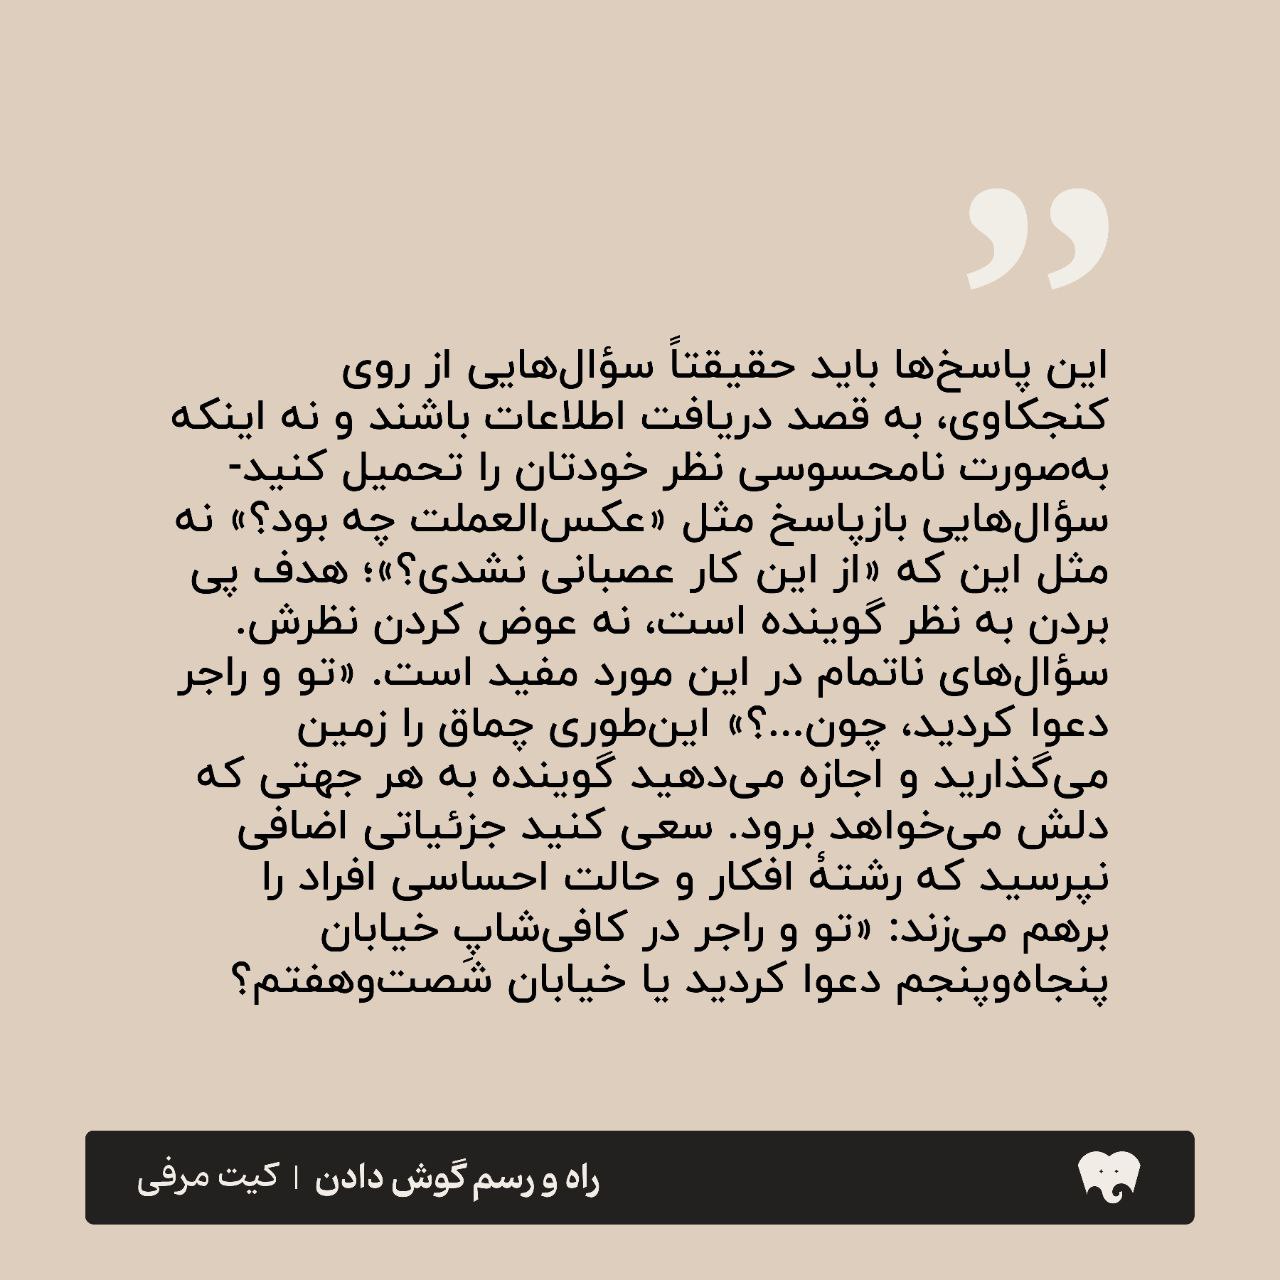 این پاسخ‌ها باید حقیقتاً سؤال‌هایی از روی
کنجکاوی، به قصد دریافت اطلاعات باشند و نه اینکه
به‌صورت نامحسوسی نظر خودتان را تحمیل کنید-
سؤال‌هایی بازپاسخ مثل «عکس‌العملت چه بود؟» نه
مثل این که «از این کار عصبانی نشدی؟»؛ هدف پی
بردن به نظر گوینده است، نه عوض کردن نظرش.
سؤال‌های ناتمام در این مورد مفید است. «تو و راجر
دعوا کردید، چون...؟» این‌طوری چماق را زمین
می‌گذارید و اجازه می‌دهید گوینده به هر جهتی که
دلش می‌خواهد برود. سعی کنید جزئیاتی اضافی
نپرسید که رشتهٔ افکار و حالت احساسی افراد را
برهم می‌زند: «تو و راجر در کافی‌شاپِ خیابان
پنجاه‌وپنجم دعوا کردید یا خیابان شصت‌وهفتم؟
راه و رسم گوش دادن | کیت مرفی